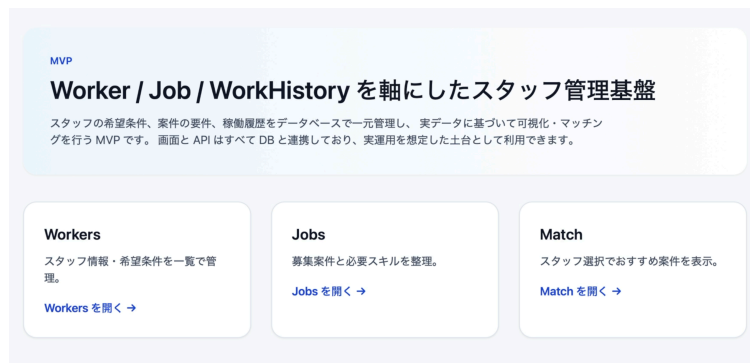 MVP
Worker / Job / WorkHistory を軸にしたスタッフ管理基盤
スタッフの希望条件、案件の要件、稼働履歴をデータベースで一元管理し、 実データに基づいて可視化・マッチン
グを行う MVP です。 画面と API はすべて DB と連携しており、実運用を想定した土台として利用できます。
Workers
スタッフ情報・希望条件を一覧で管
理。
Workers を開く →
Jobs
募集案件と必要スキルを整理。
Jobs を開く →
Match
スタッフ選択でおすすめ案件を表示。
Match を開く →